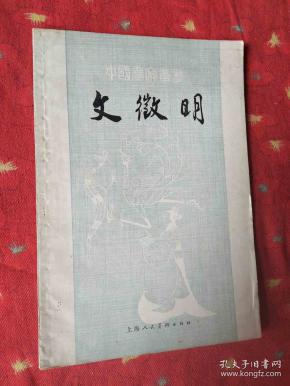 中國畫家叢書
文徵明
上海人民美術出版社
孔夫子旧书网